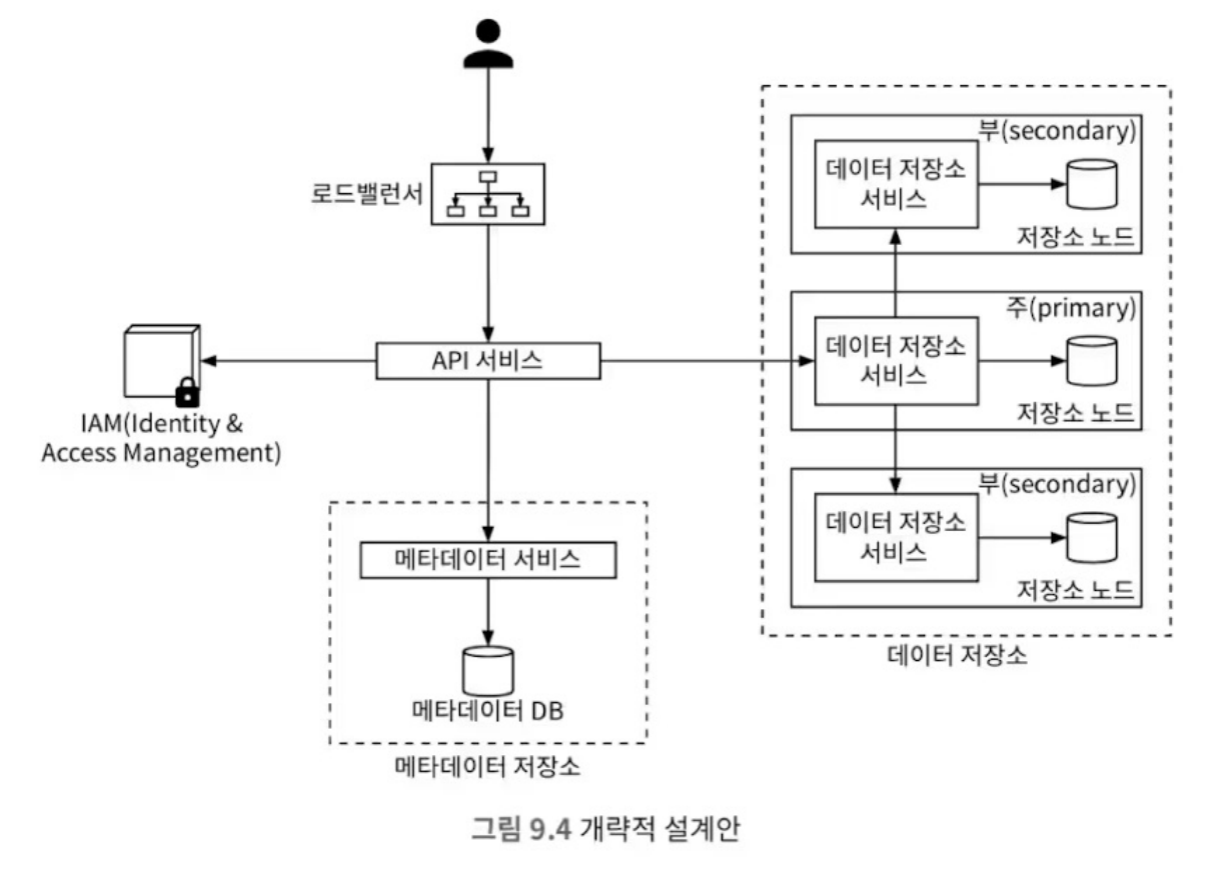 로드밸런서
API 서비스
IAM(Identity &
Access Management)
메타데이터 서비스
메타데이터 DB
메타데이터 저장소
부(secondary)
데이터 저장소
서비스
저장소 노드
주(primary)
데이터 저장소
서비스
저장소 노드
부(secondary)
데이터 저장소
서비스
저장소 노드
데이터 저장소
그림 9.4 개략적 설계안